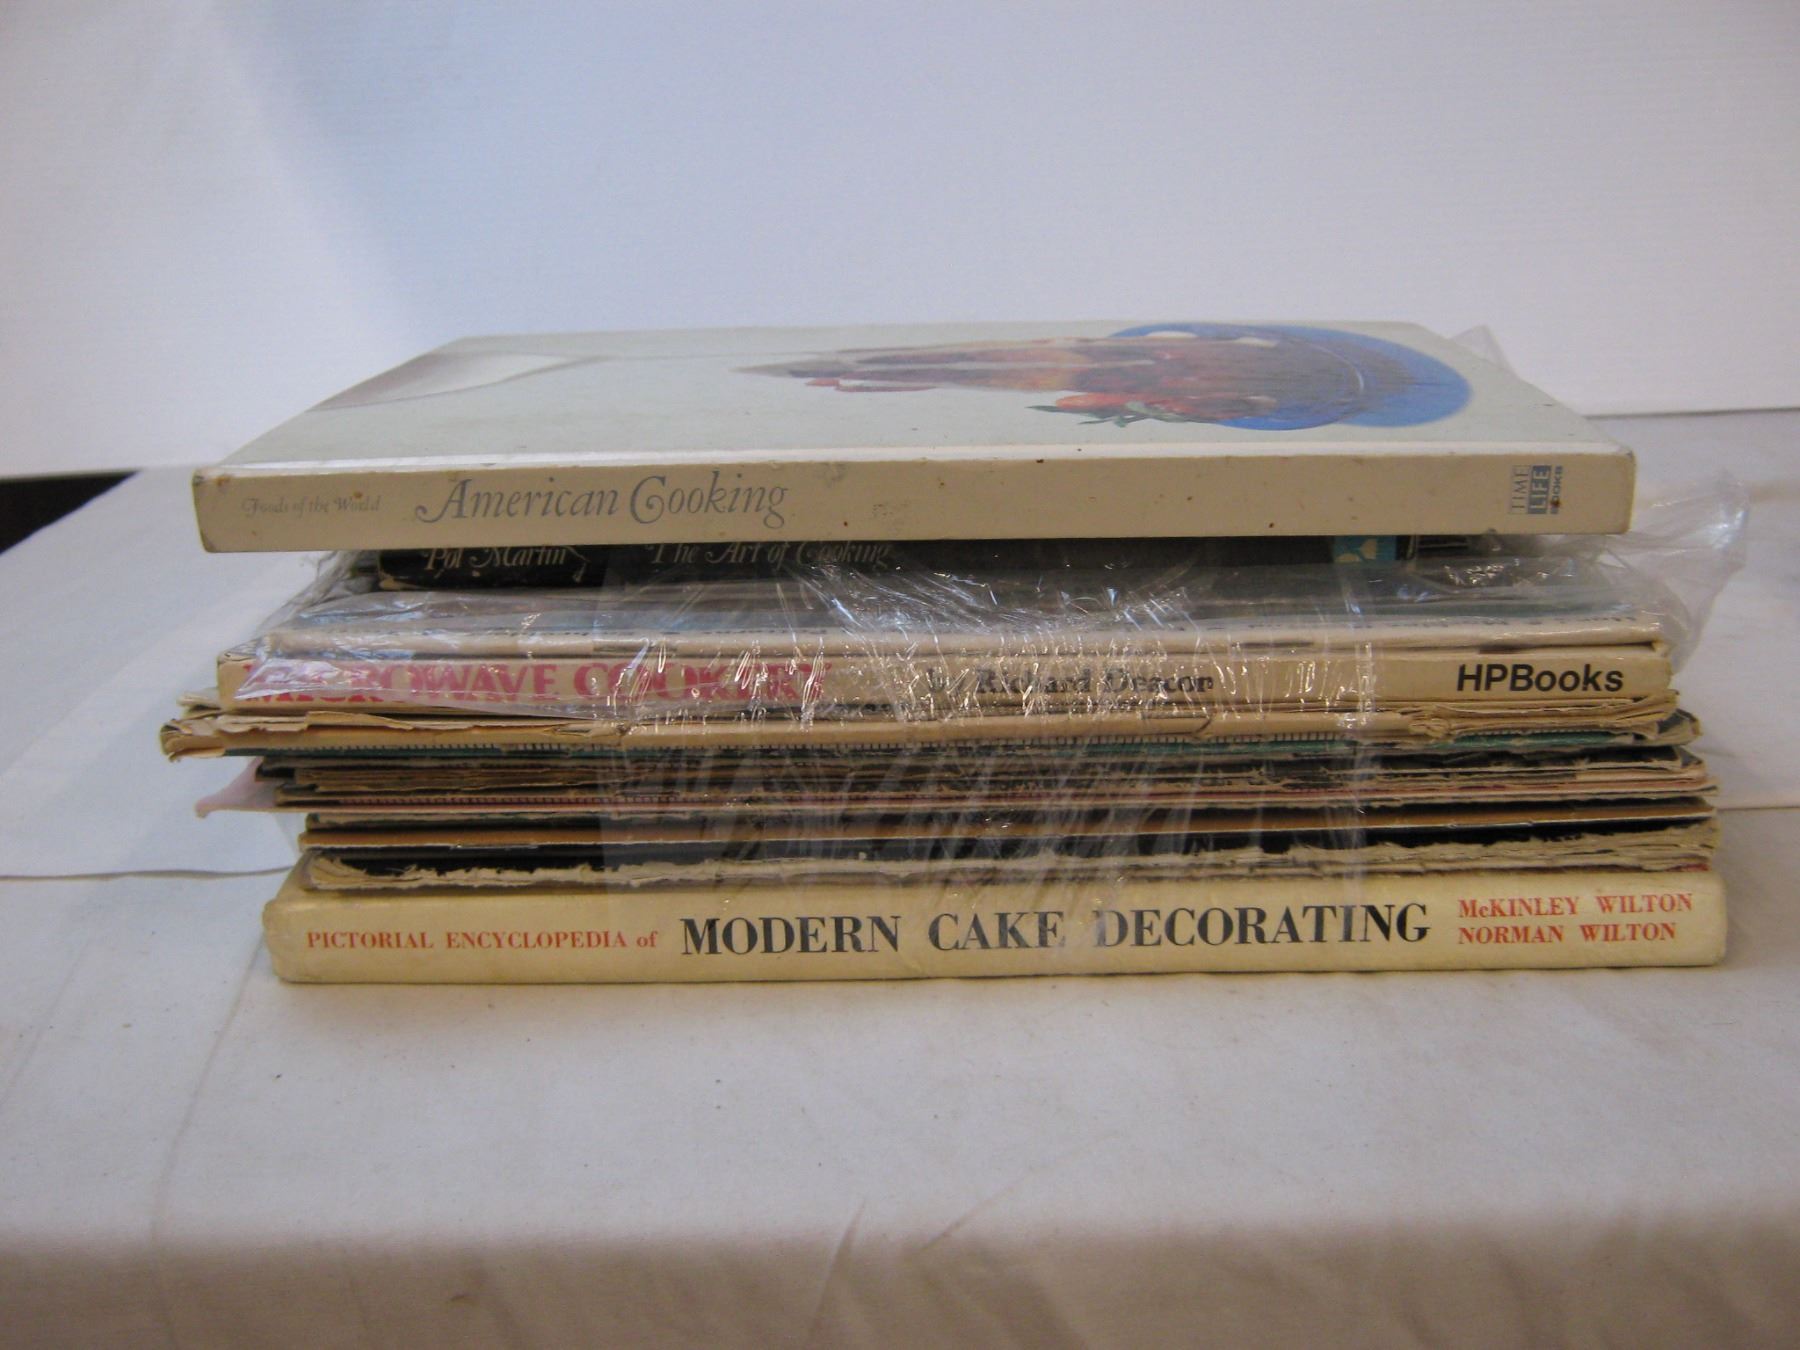 Foods of the World American Cooking TIME LIFE BOOKS
Pol Martin The Art of Cooking
MICROWAVE COOKERY by Richard Deacon HPBooks
PICTORIAL ENCYCLOPEDIA of MODERN CAKE DECORATING McKINLEY WILTON
NORMAN WILTON